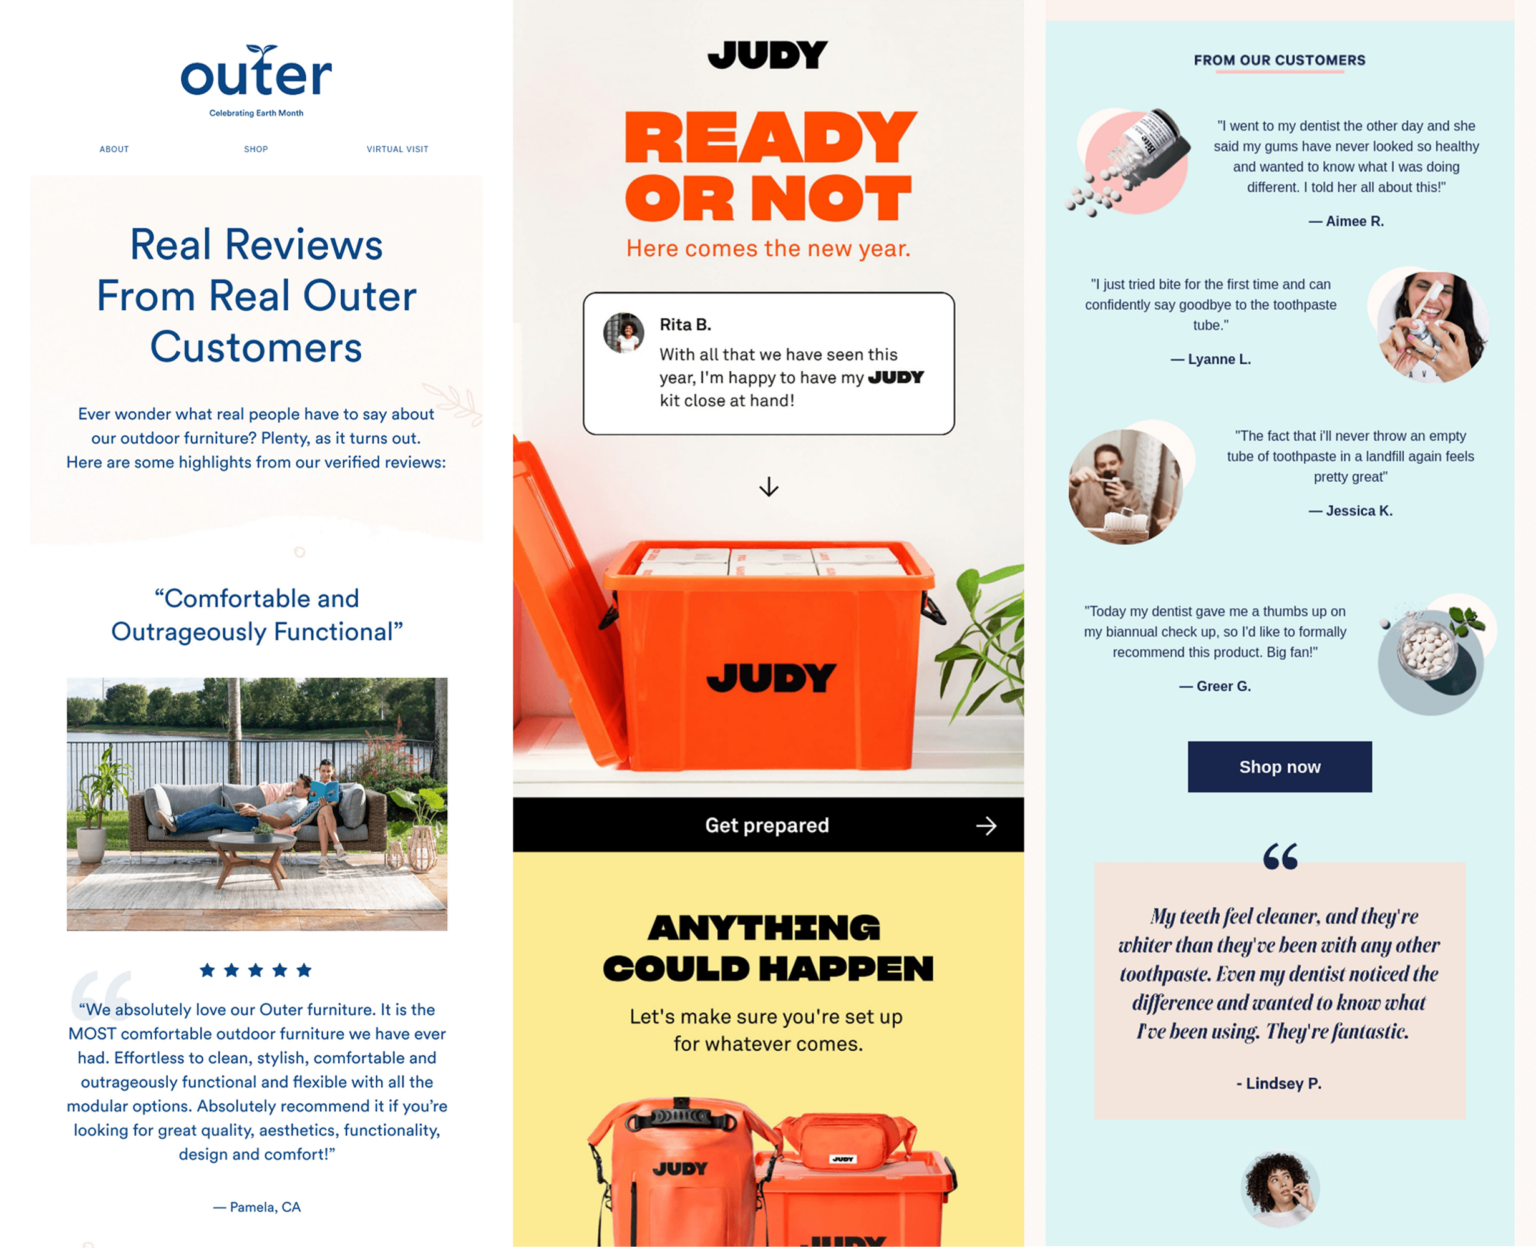 outer
Celebrating Earth Month
ABOUT
SHOP
VIRTUAL VISIT
Real Reviews
From Real Outer
Customers
Ever wonder what real people have to say about
our outdoor furniture? Plenty, as it turns out.
Here are some highlights from our verified reviews:
“Comfortable and
Outrageously Functional”
“We absolutely love our Outer furniture. It is the
MOST comfortable outdoor furniture we have ever
had. Effortless to clean, stylish, comfortable and
outrageously functional and flexible with all the
modular options. Absolutely recommend it if you’re
looking for great quality, aesthetics, functionality,
design and comfort!”
— Pamela, CA
JUDY
READY
OR NOT
Here comes the new year.
Rita B.
With all that we have seen this
year, I'm happy to have my JUDY
kit close at hand!
JUDY
Get prepared
ANYTHING
COULD HAPPEN
Let's make sure you're set up
for whatever comes.
JUDY
JUDY
JUDY
FROM OUR CUSTOMERS
Bite
"I went to my dentist the other day and she
said my gums have never looked so healthy
and wanted to know what I was doing
different. I told her all about this!"
— Aimee R.
"I just tried bite for the first time and can
confidently say goodbye to the toothpaste
tube."
— Lyanne L.
"The fact that i'll never throw an empty
tube of toothpaste in a landfill again feels
pretty great"
— Jessica K.
"Today my dentist gave me a thumbs up on
my biannual check up, so I'd like to formally
recommend this product. Big fan!"
— Greer G.
Shop now
“
My teeth feel cleaner, and they're
whiter than they've been with any other
toothpaste. Even my dentist noticed the
difference and wanted to know what
I've been using. They're fantastic.
- Lindsey P.